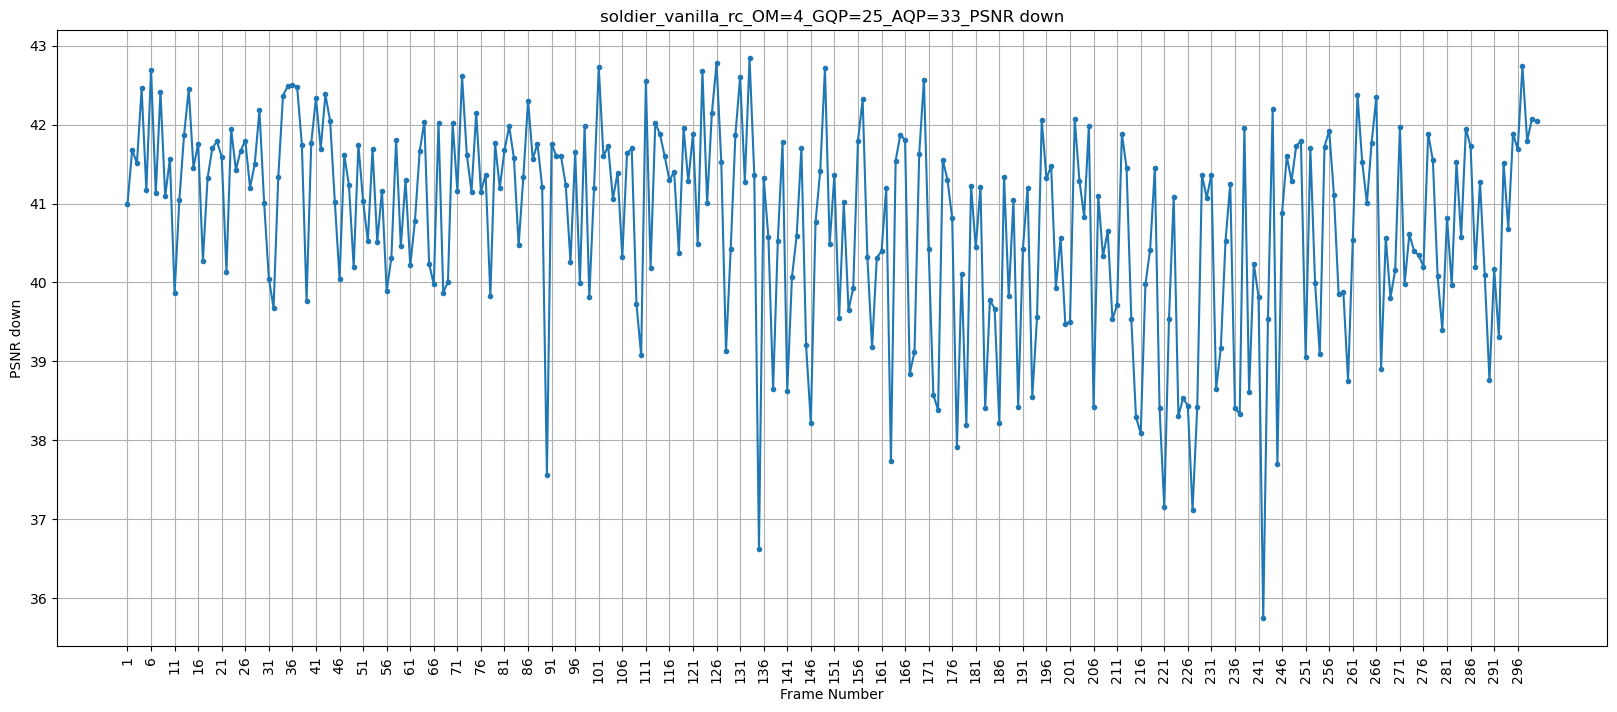 soldier_vanilla_rc_OM=4_GQP=25_AQP=33_PSNR down
43
42
41
40
39
38
37
36
PSNR down
1 6 11 16 21 26 31 36 41 46 51 56 61 66 71 76 81 86 91 96 101 106 111 116 121 126 131 136 141 146 151 156 161 166 171 176 181 186 191 196 201 206 211 216 221 226 231 236 241 246 251 256 261 266 271 276 281 286 291 296
Frame Number